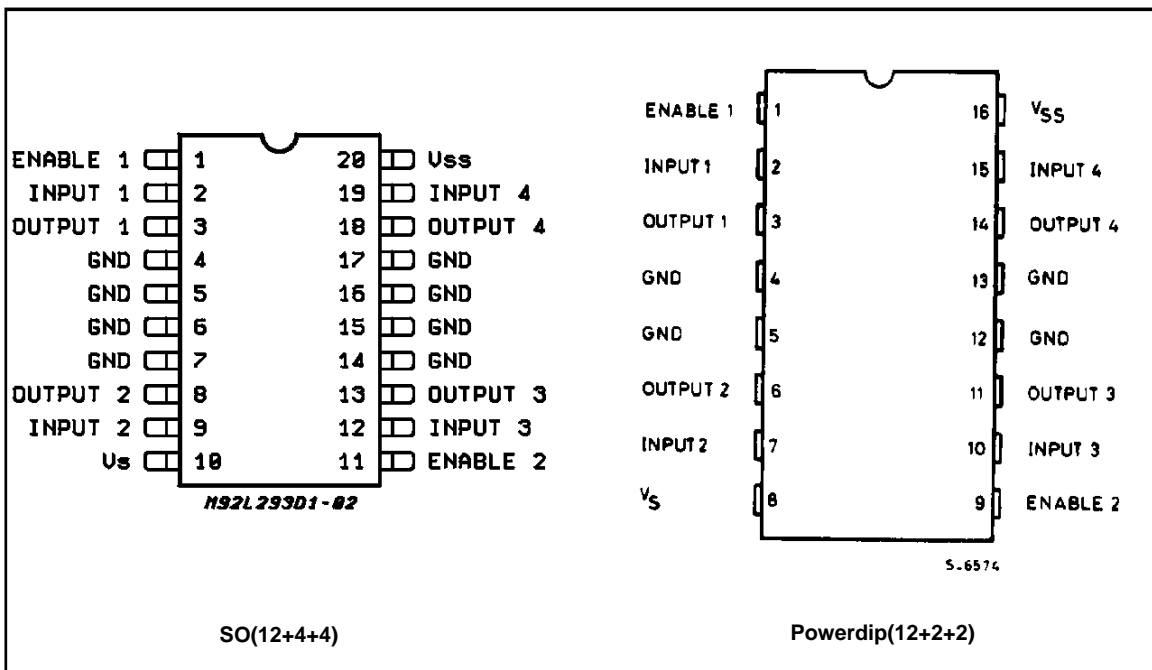 ENABLE 1 1 20 Vss
INPUT 1 2 19 INPUT 4
OUTPUT 1 3 18 OUTPUT 4
GND 4 17 GND
GND 5 16 GND
GND 6 15 GND
GND 7 14 GND
OUTPUT 2 8 13 OUTPUT 3
INPUT 2 9 12 INPUT 3
Vs 10 11 ENABLE 2
M92L293D1-02
SO(12+4+4)
ENABLE 1 1 16 VSS
INPUT 1 2 15 INPUT 4
OUTPUT 1 3 14 OUTPUT 4
GND 4 13 GND
GND 5 12 GND
OUTPUT 2 6 11 OUTPUT 3
INPUT 2 7 10 INPUT 3
VS 8 9 ENABLE 2
S-6574
Powerdip(12+2+2)